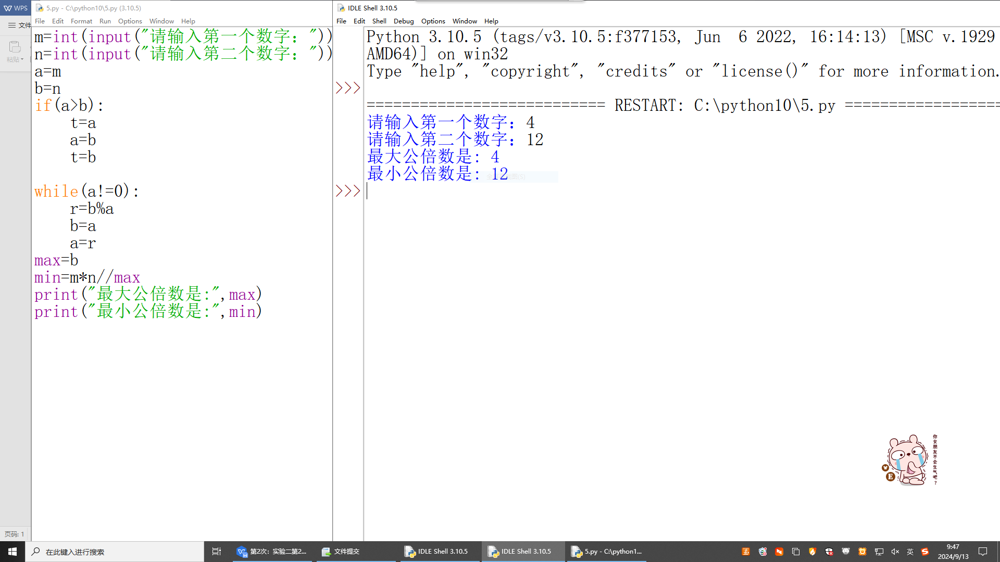 WPS
文件
粘贴
页码: 1
5.py - C:\python10\5.py (3.10.5)
File Edit Format Run Options Window Help
m=int(input("请输入第一个数字: "))
n=int(input("请输入第二个数字: "))
a=m
b=n
if(a>b):
    t=a
    a=b
    t=b
while(a!=0):
    r=b%a
    b=a
    a=r
max=b
min=m*n//max
print("最大公倍数是:",max)
print("最小公倍数是:",min)
IDLE Shell 3.10.5
File Edit Shell Debug Options Window Help
Python 3.10.5 (tags/v3.10.5:f377153, Jun  6 2022, 16:14:13) [MSC v.1929
AMD64)] on win32
Type "help", "copyright", "credits" or "license()" for more information.
>>>
=========================== RESTART: C:\python10\5.py ==================
请输入第一个数字: 4
请输入第二个数字: 12
最大公倍数是: 4
最小公倍数是: 12
>>>
你女朋友不会生气吧?
E
在此键入进行搜索
第2次: 实验二第2...
文件提交
IDLE Shell 3.10.5
IDLE Shell 3.10.5
5.py - C:\python1...
英
9:47
2024/9/13